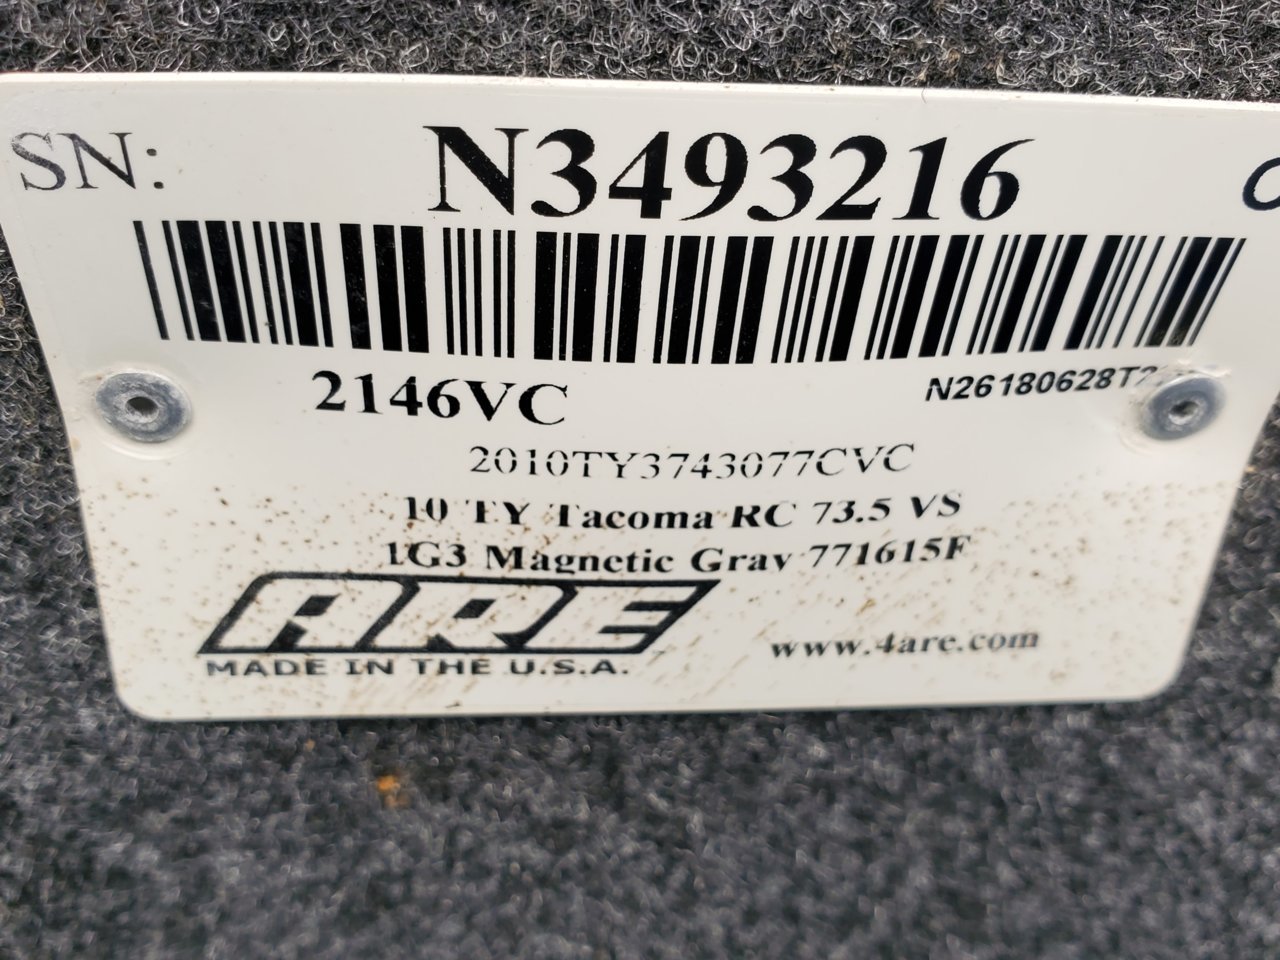 SN: N3493216
2146VC
2010TY3743077CVC
10 TY Tacoma RC 73.5 VS
1G3 Magnetic Gray 771615F
ARE
MADE IN THE U.S.A.
www.4are.com